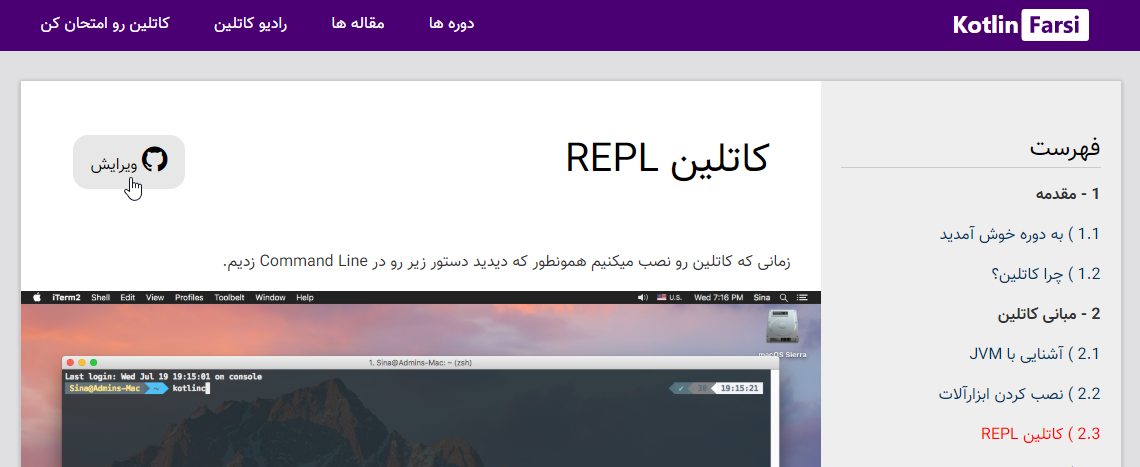 Kotlin Farsi
دوره ها
مقاله ها
رادیو کاتلین
کاتلین رو امتحان کن
فهرست
1 - مقدمه
1.1 ) به دوره خوش آمدید
1.2 ) چرا کاتلین؟
2 - مبانی کاتلین
2.1 ) آشنایی با JVM
2.2 ) نصب کردن ابزارآلات
2.3 ) کاتلین REPL
کاتلین REPL
ویرایش
زمانی که کاتلین رو نصب میکنیم همونطور که دیدید دستور زیر رو در Command Line زدیم.
iTerm2 Shell Edit View Profiles Toolbelt Window Help U.S. Wed 7:16 PM Sina
macOS Sierra
1. Sina@Admins-Mac: ~ (zsh)
Last login: Wed Jul 19 19:15:01 on console
Sina@Admins-Mac ~ kotlinc ✓ 30 19:15:21